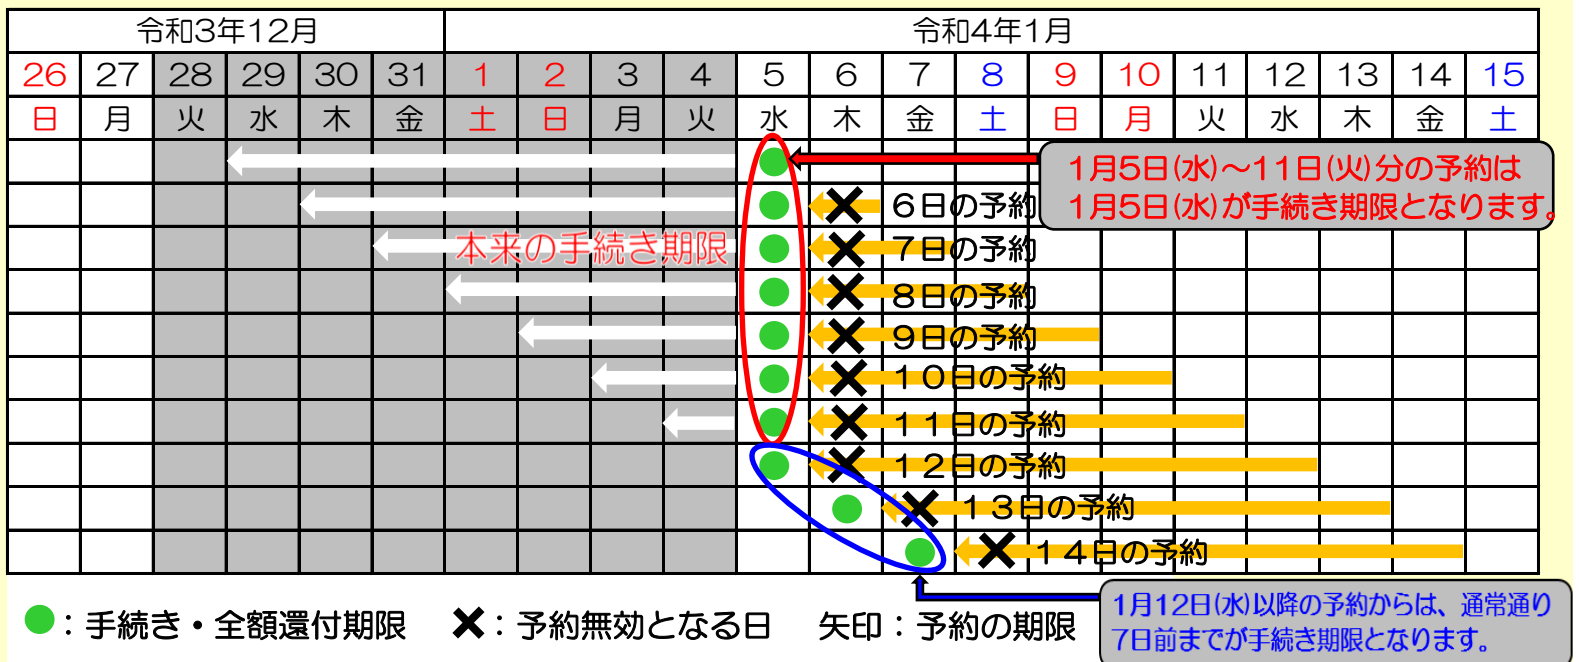 令和3年12月 令和4年1月
26 27 28 29 30 31 1 2 3 4 5 6 7 8 9 10 11 12 13 14 15
日 月 火 水 木 金 土 日 月 火 水 木 金 土 日 月 火 水 木 金 土
1月5日(水)～11日(火)分の予約は
1月5日(水)が手続き期限となります。
6日の予約
本来の手続き期限
7日の予約
8日の予約
9日の予約
10日の予約
11日の予約
12日の予約
13日の予約
14日の予約
●：手続き・全額還付期限 ✖：予約無効となる日 矢印：予約の期限
1月12日(水)以降の予約からは、通常通り
7日前までが手続き期限となります。